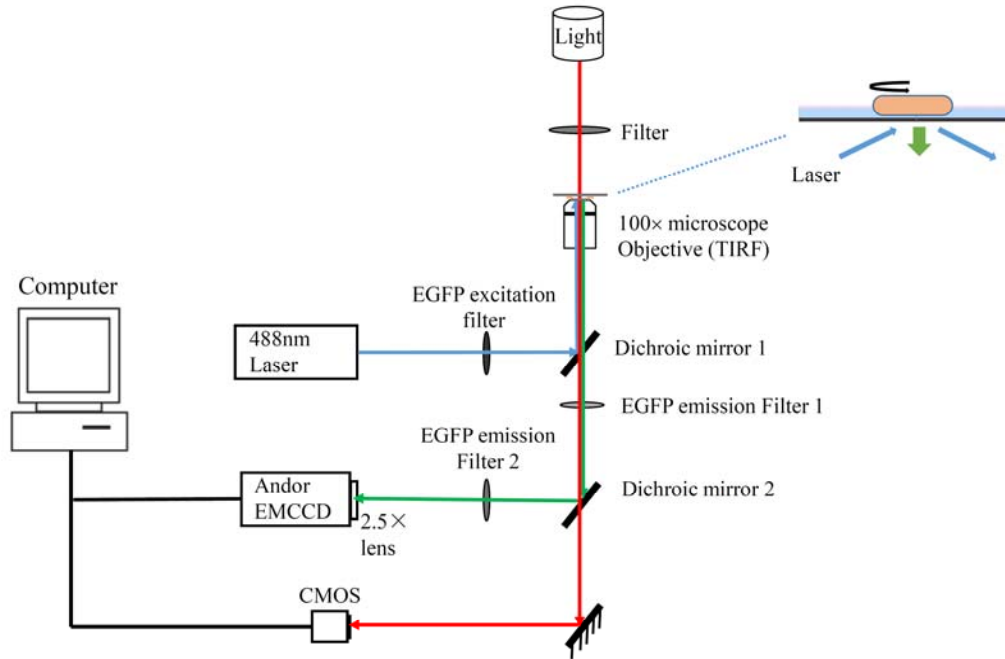 Light
Filter
Laser
100× microscope
Objective (TIRF)
Computer
EGFP excitation
filter
488nm
Laser
Dichroic mirror 1
EGFP emission Filter 1
EGFP emission
Filter 2
Dichroic mirror 2
Andor
EMCCD
2.5×
lens
CMOS